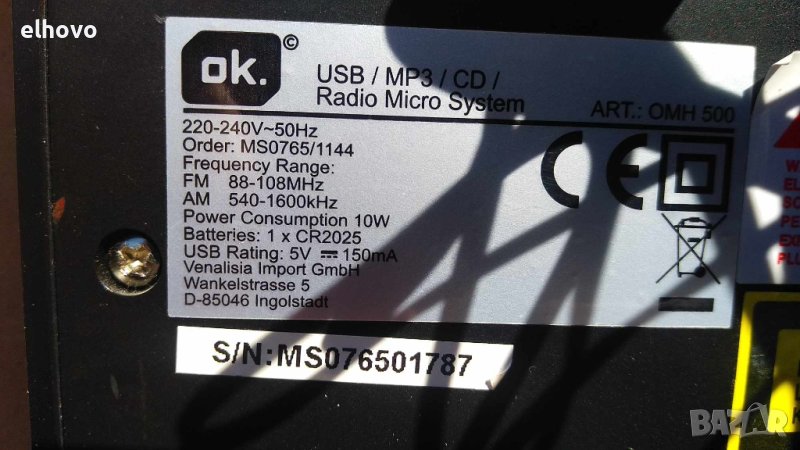 elhovo
ok.©
USB / MP3 / CD /
Radio Micro System
ART.: OMH 500
220-240V~50Hz
Order: MS0765/1144
Frequency Range:
FM 88-108MHz
AM 540-1600kHz
Power Consumption 10W
Batteries: 1 x CR2025
USB Rating: 5V ⎓ 150mA
Venalisia Import GmbH
Wankelstrasse 5
D-85046 Ingolstadt
CE
S/N:MS076501787
BAZAR